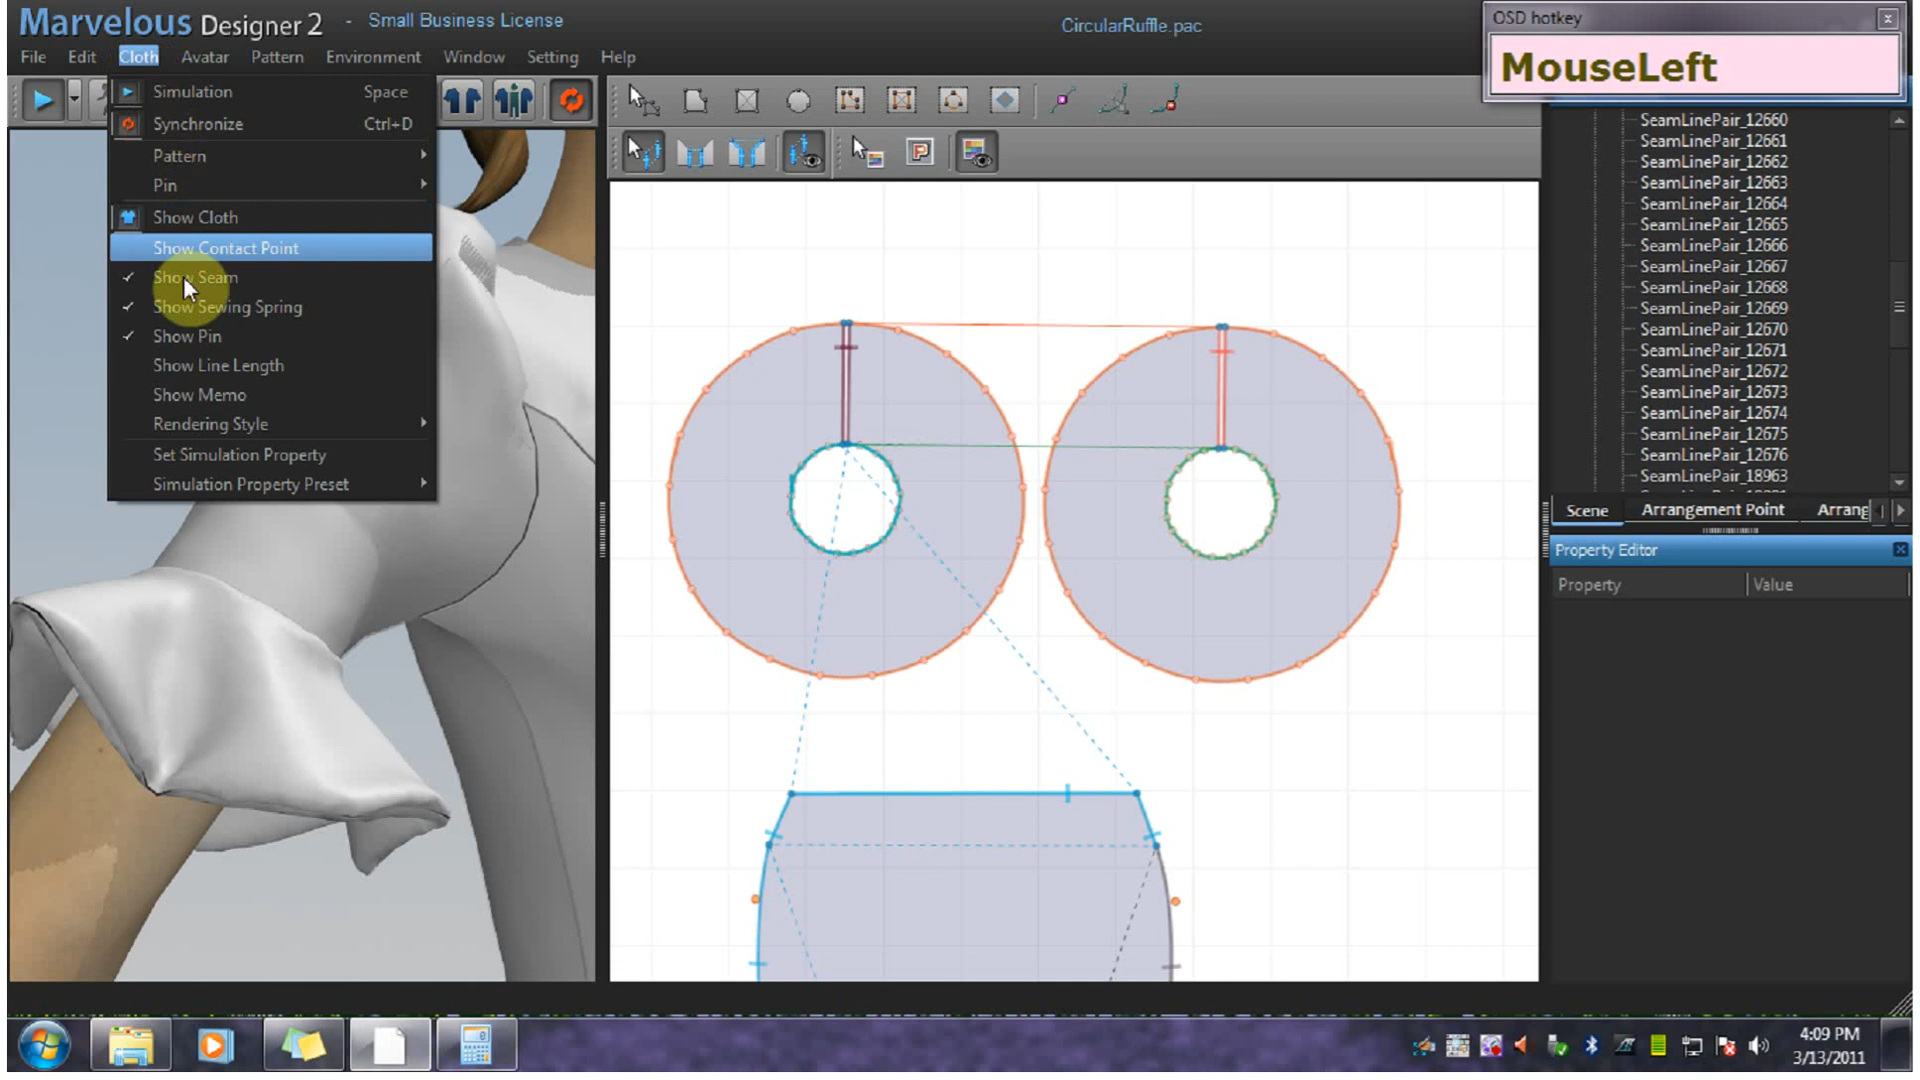 Marvelous Designer 2 - Small Business License
CircularRuffle.pac
OSD hotkey
MouseLeft
File Edit Cloth Avatar Pattern Environment Window Setting Help
Simulation Space
Synchronize Ctrl+D
Pattern
Pin
Show Cloth
Show Contact Point
Show Seam
Show Sewing Spring
Show Pin
Show Line Length
Show Memo
Rendering Style
Set Simulation Property
Simulation Property Preset
P
SeamLinePair_12660
SeamLinePair_12661
SeamLinePair_12662
SeamLinePair_12663
SeamLinePair_12664
SeamLinePair_12665
SeamLinePair_12666
SeamLinePair_12667
SeamLinePair_12668
SeamLinePair_12669
SeamLinePair_12670
SeamLinePair_12671
SeamLinePair_12672
SeamLinePair_12673
SeamLinePair_12674
SeamLinePair_12675
SeamLinePair_12676
SeamLinePair_18963
Scene Arrangement Point Arrang
Property Editor
Property Value
4:09 PM
3/13/2011